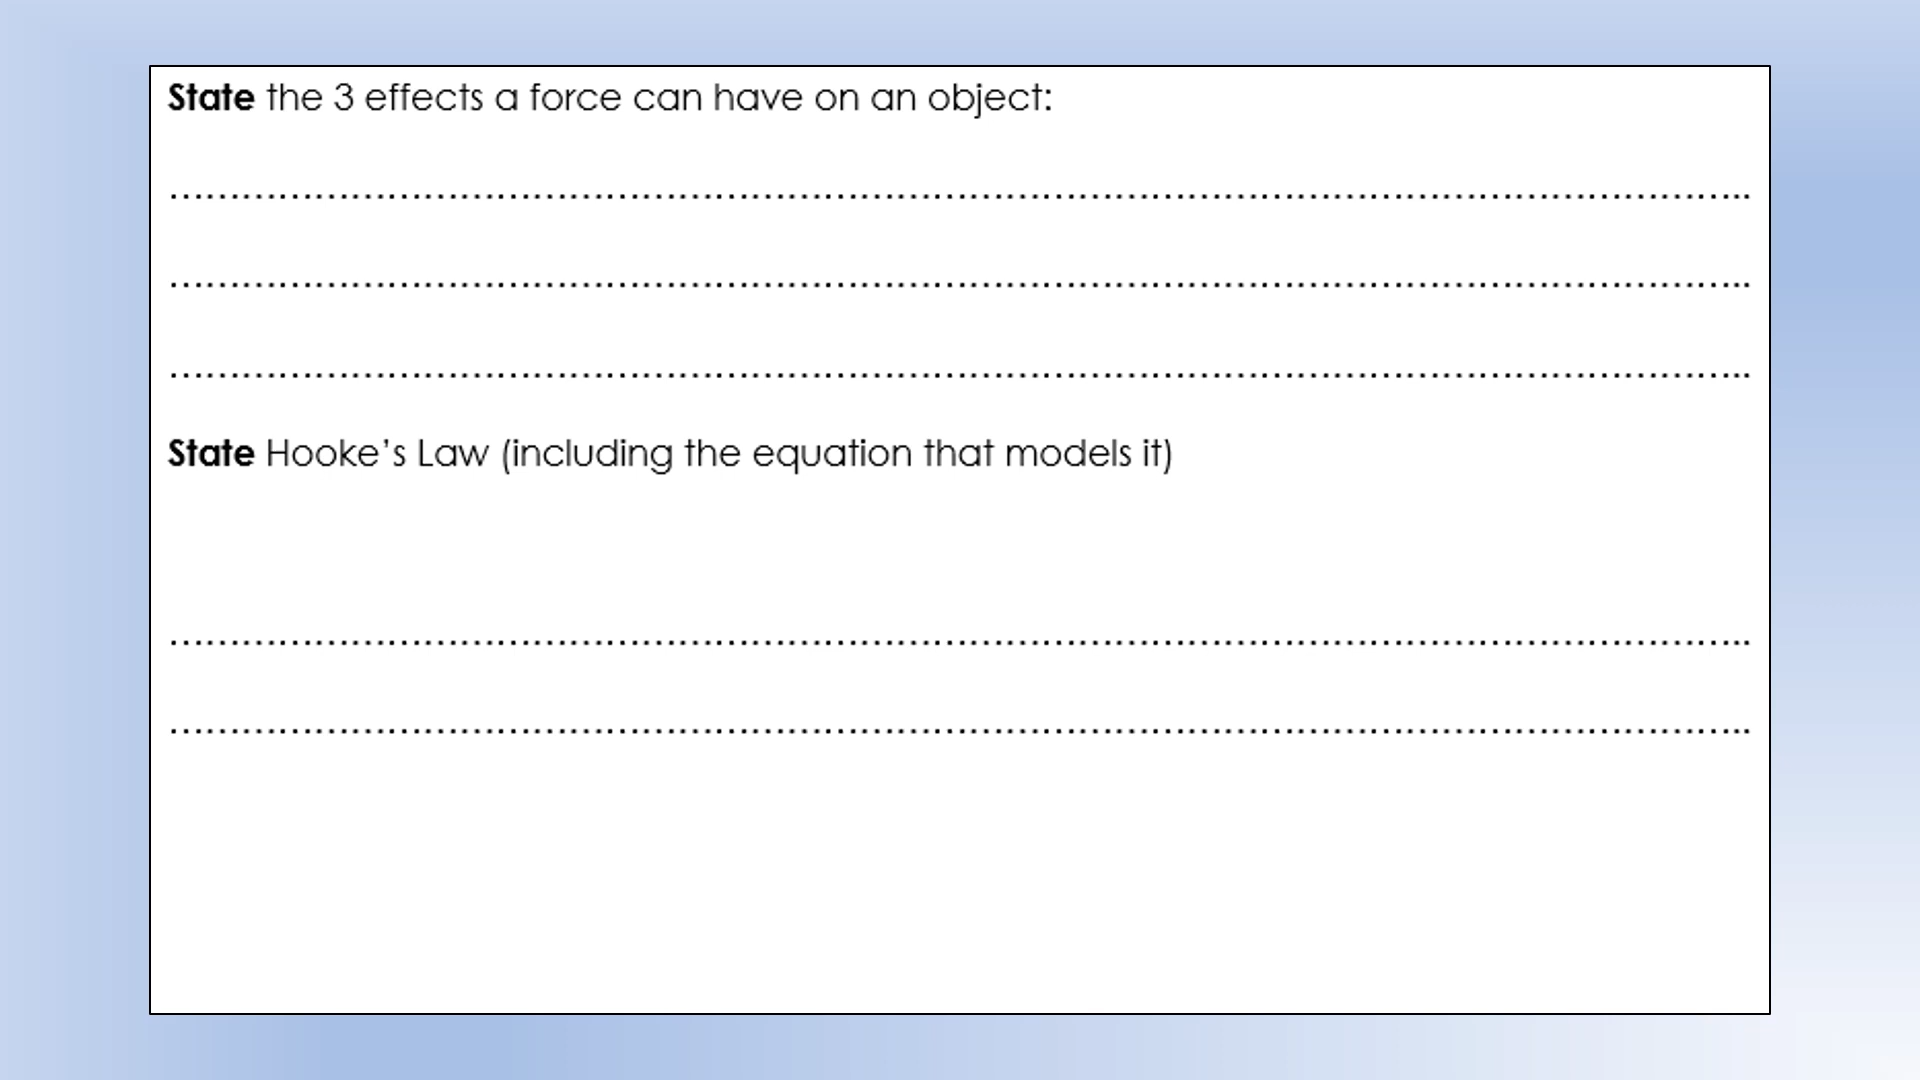 State the 3 effects a force can have on an object:
……………………………………………………………………………………………………………………..
……………………………………………………………………………………………………………………..
……………………………………………………………………………………………………………………..
State Hooke’s Law (including the equation that models it)
……………………………………………………………………………………………………………………..
……………………………………………………………………………………………………………………..